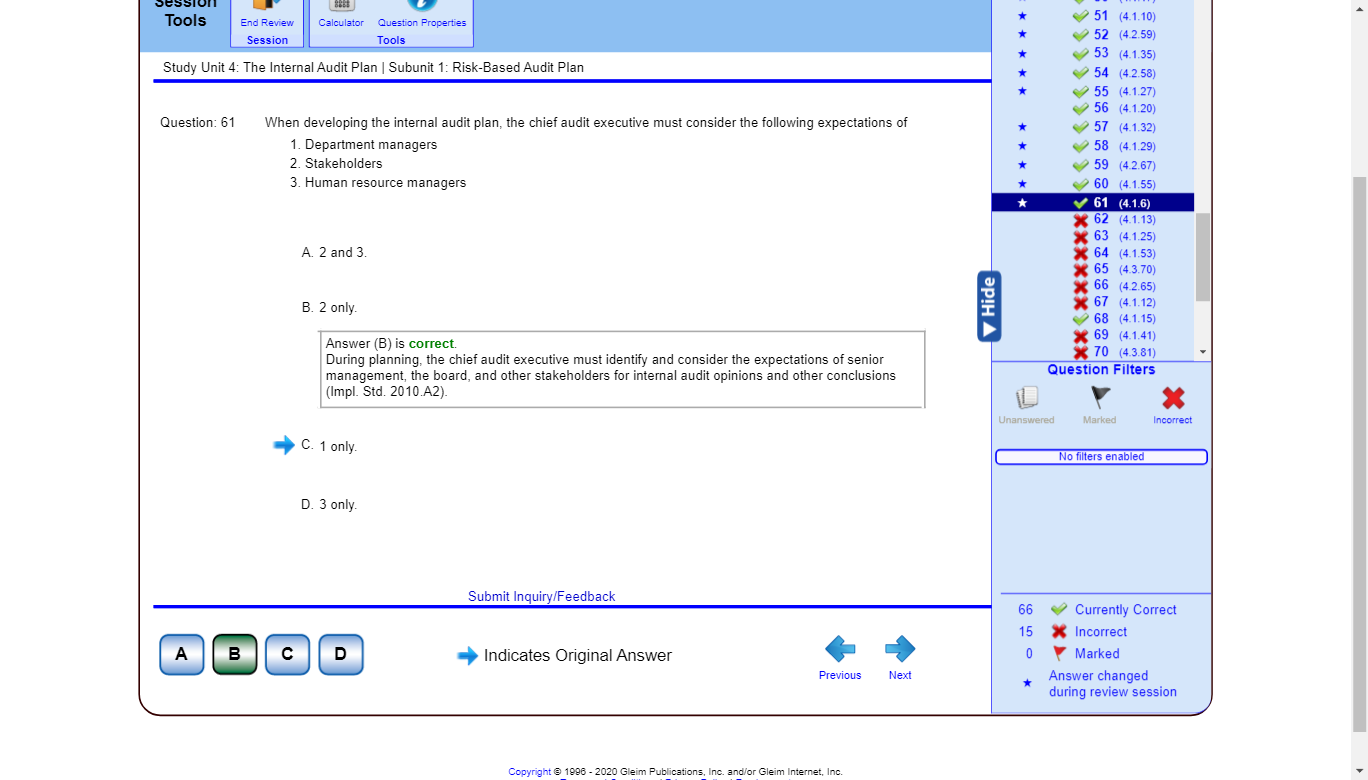 Session
Tools
End Review
Session
Calculator
Question Properties
Tools
Study Unit 4: The Internal Audit Plan | Subunit 1: Risk-Based Audit Plan
Question: 61
When developing the internal audit plan, the chief audit executive must consider the following expectations of
1. Department managers
2. Stakeholders
3. Human resource managers
A. 2 and 3.
B. 2 only.
Answer (B) is correct.
During planning, the chief audit executive must identify and consider the expectations of senior
management, the board, and other stakeholders for internal audit opinions and other conclusions
(Impl. Std. 2010.A2).
C. 1 only.
D. 3 only.
Submit Inquiry/Feedback
A B C D
Indicates Original Answer
Previous
Next
51 (4.1.10)
52 (4.2.59)
53 (4.1.35)
54 (4.2.58)
55 (4.1.27)
56 (4.1.20)
57 (4.1.32)
58 (4.1.29)
59 (4.2.67)
60 (4.1.55)
61 (4.1.6)
62 (4.1.13)
63 (4.1.25)
64 (4.1.53)
65 (4.3.70)
66 (4.2.65)
67 (4.1.12)
68 (4.1.15)
69 (4.1.41)
70 (4.3.81)
Hide
Question Filters
Unanswered
Marked
Incorrect
No filters enabled
66 Currently Correct
15 Incorrect
0 Marked
Answer changed
during review session
Copyright © 1996 - 2020 Gleim Publications, Inc. and/or Gleim Internet, Inc.